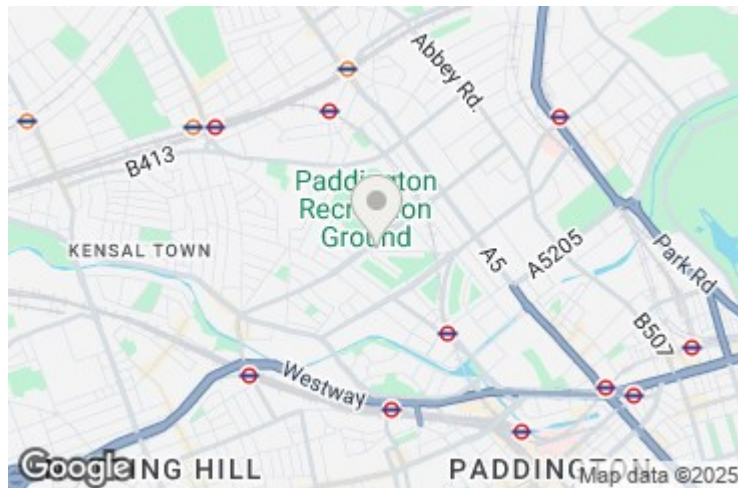 Abbey Rd.
B413
Paddington
Recreation
Ground
KENSAL TOWN
A5
A5205
Park Rd
B507
Westway
Google
ING HILL
PADDINGTON
Map data ©2025